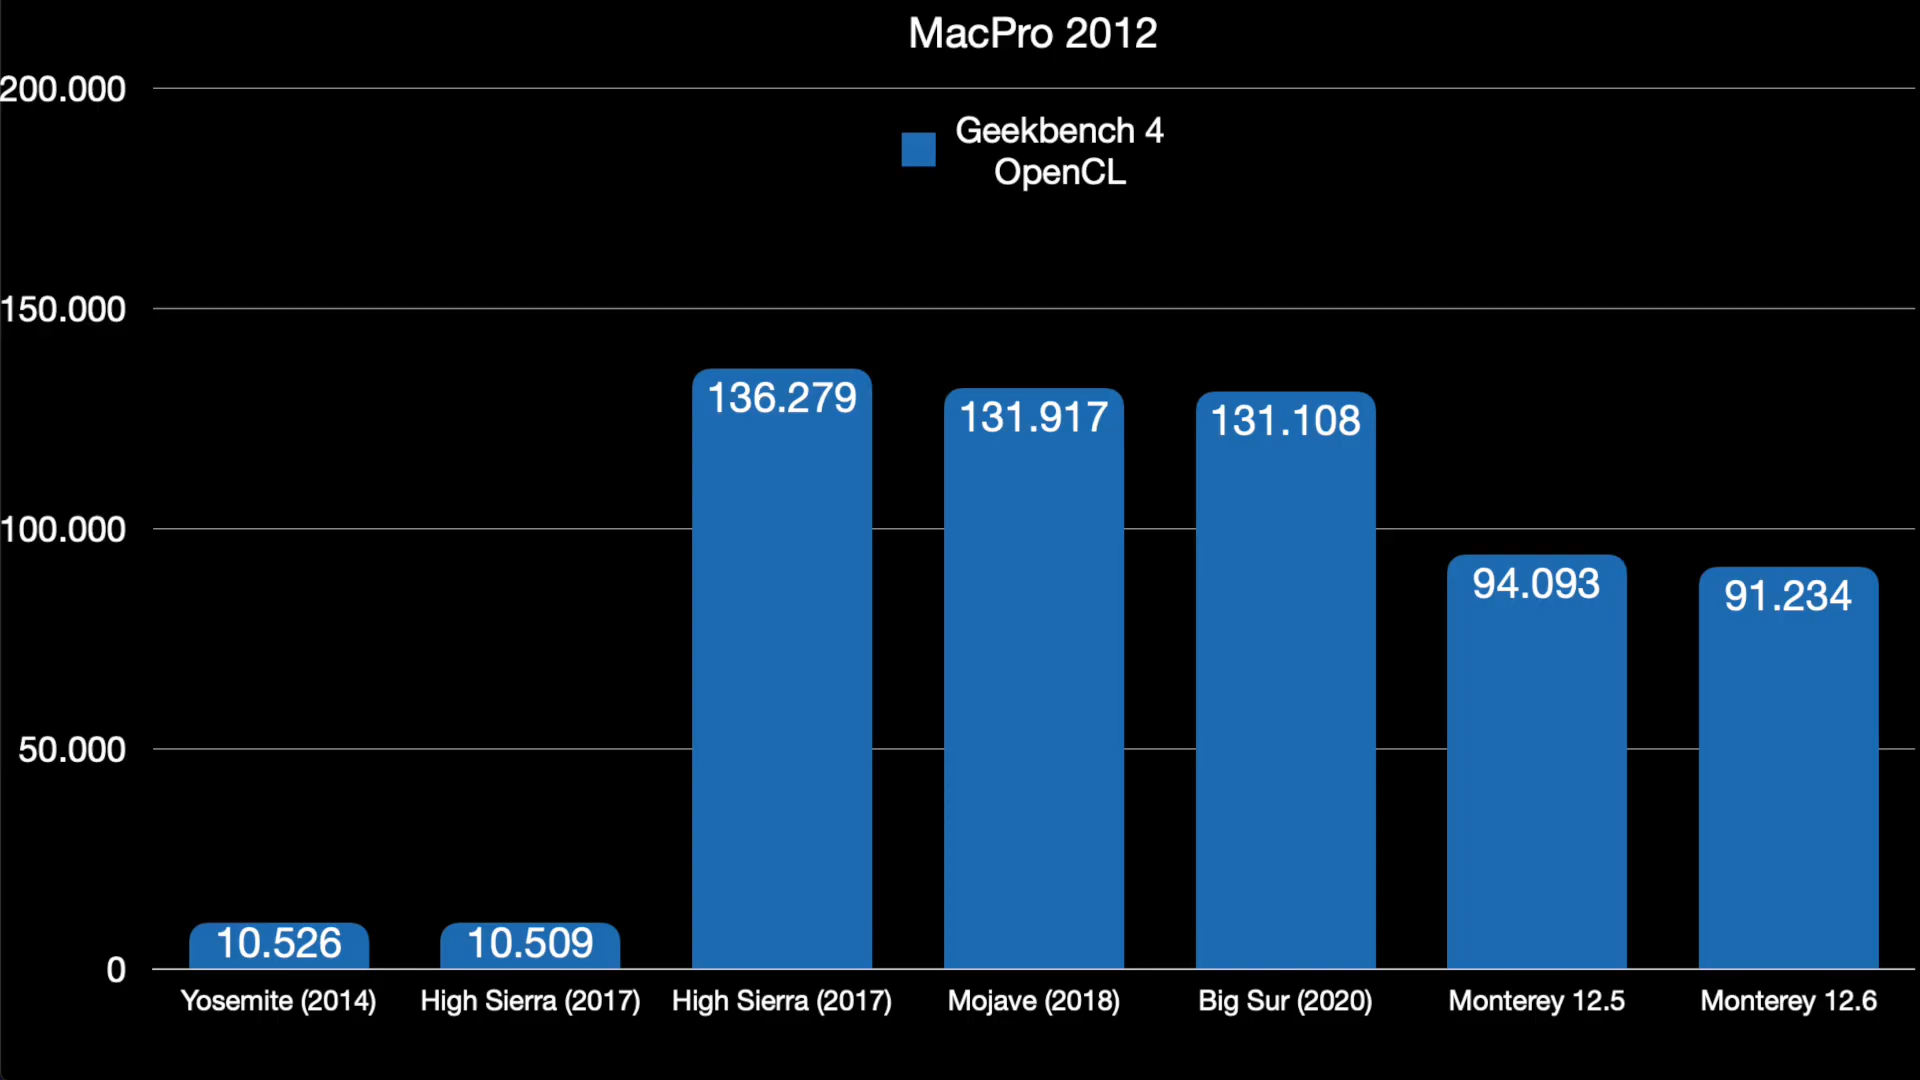 MacPro 2012
200.000
Geekbench 4
OpenCL
150.000
136.279
131.917
131.108
100.000
94.093
91.234
50.000
10.526
10.509
0
Yosemite (2014)
High Sierra (2017)
High Sierra (2017)
Mojave (2018)
Big Sur (2020)
Monterey 12.5
Monterey 12.6